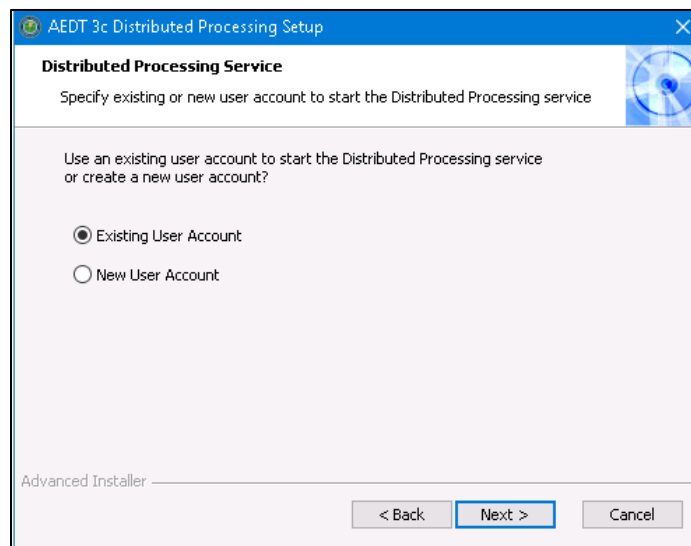 AEDT 3c Distributed Processing Setup
Distributed Processing Service
Specify existing or new user account to start the Distributed Processing service
Use an existing user account to start the Distributed Processing service
or create a new user account?
Existing User Account
New User Account
Advanced Installer
< Back
Next >
Cancel